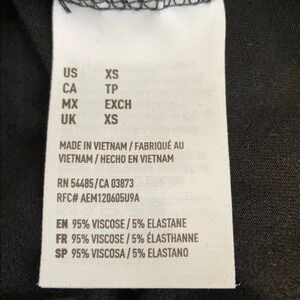 US XS
CA TP
MX EXCH
UK XS
MADE IN VIETNAM / FABRIQUÉ AU
VIETNAM / HECHO EN VIETNAM
RN 54485/CA 03873
RFC# AEM120605U9A
EN 95% VISCOSE / 5% ELASTANE
FR 95% VISCOSE / 5% ÉLASTHANNE
SP 95% VISCOSA / 5% ELASTANO